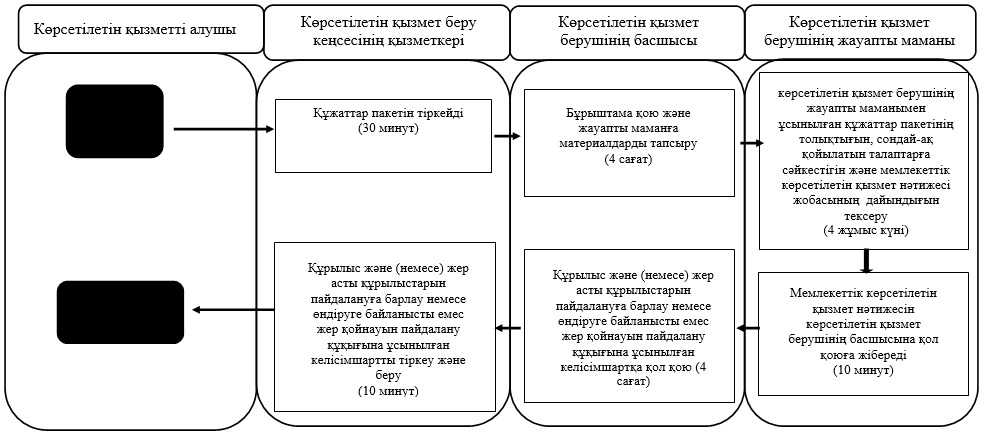 Көрсетілетін қызметті алушы
Көрсетілетін қызмет беру
кеңсесінің қызметкері
Көрсетілетін қызмет
берушінің басшысы
Көрсетілетін қызмет
берушінің жауапты маманы
Құжаттар пакетін тіркейді
(30 минут)
Бұрыштама қою және
жауапты маманға
материалдарды тапсыру
(4 сағат)
көрсетілетін қызмет берушінің
жауапты маманымен
ұсынылған құжаттар пакетінің
толықтығын, сондай-ақ
қойылатын талаптарға
сәйкестігін және мемлекеттік
көрсетілетін қызмет нәтижесі
жобасының дайындығын
тексеру
(4 жұмыс күні)
Мемлекеттік көрсетілетін
қызмет нәтижесін
көрсетілетін қызмет
берушінің басшысына қол
қоюға жібереді
(10 минут)
Құрылыс және (немесе) жер
асты құрылыстарын
пайдалануға барлау немесе
өндіруге байланысты емес
жер қойнауын пайдалану
құқығына ұсынылған
келісімшартқа қол қою (4
сағат)
Құрылыс және (немесе) жер
асты құрылыстарын
пайдалануға барлау немесе
өндіруге байланысты емес
жер қойнауын пайдалану
құқығына ұсынылған
келісімшартты тіркеу және
беру
(10 минут)